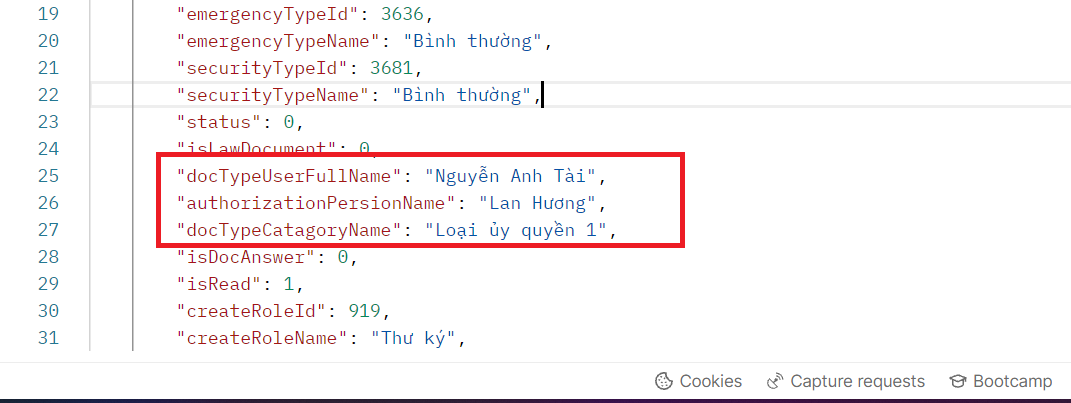 19 "emergencyTypeId": 3636,
20 "emergencyTypeName": "Bình thường",
21 "securityTypeId": 3681,
22 "securityTypeName": "Bình thường",
23 "status": 0,
24 "isLawDocument": 0,
25 "docTypeUserFullName": "Nguyễn Anh Tài",
26 "authorizationPersionName": "Lan Hương",
27 "docTypeCatagoryName": "Loại ủy quyền 1",
28 "isDocAnswer": 0,
29 "isRead": 1,
30 "createRoleId": 919,
31 "createRoleName": "Thư ký",
Cookies Capture requests Bootcamp